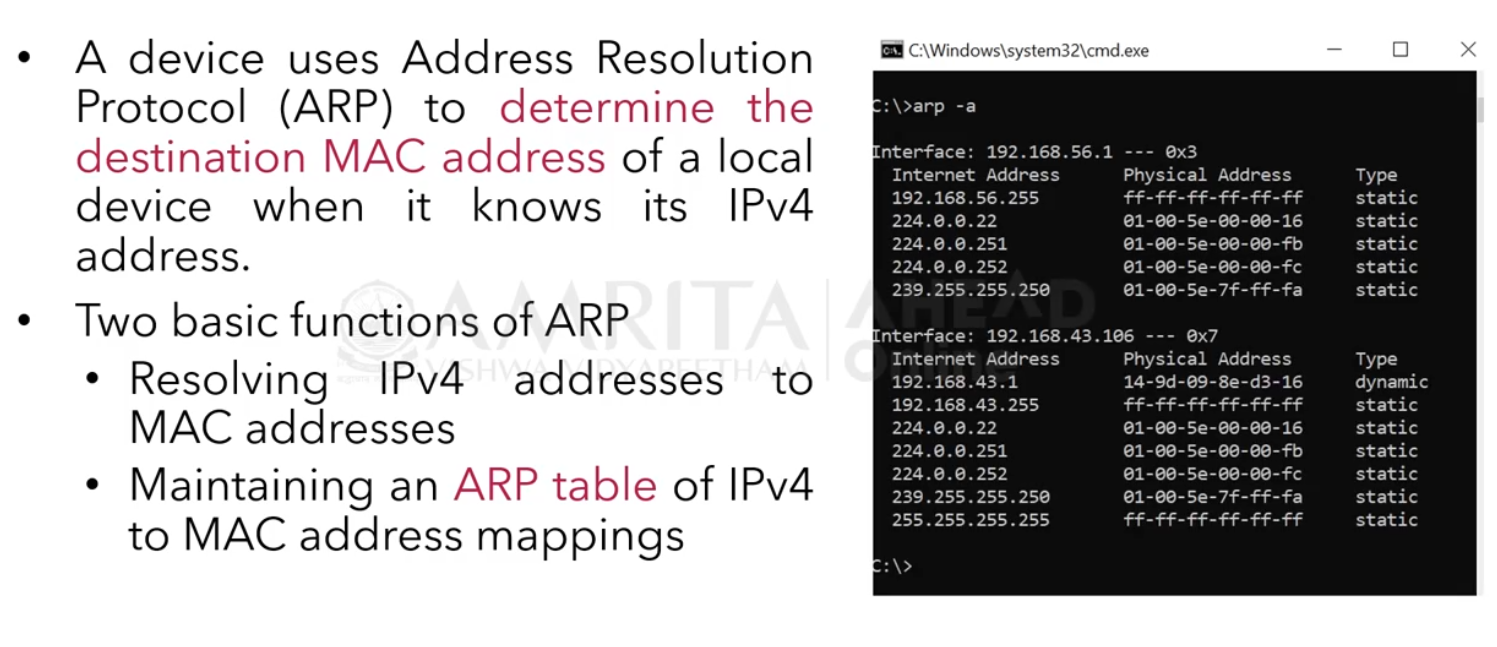 • A device uses Address Resolution
Protocol (ARP) to determine the
destination MAC address of a local
device when it knows its IPv4
address.
• Two basic functions of ARP
• Resolving IPv4 addresses to
MAC addresses
• Maintaining an ARP table of IPv4
to MAC address mappings
AMRITA
VISHWA VIDYAPEETHAM
AHEAD
Online
C:\Windows\system32\cmd.exe
C:\>arp -a
Interface: 192.168.56.1 --- 0x3
Internet Address Physical Address Type
192.168.56.255 ff-ff-ff-ff-ff-ff static
224.0.0.22 01-00-5e-00-00-16 static
224.0.0.251 01-00-5e-00-00-fb static
224.0.0.252 01-00-5e-00-00-fc static
239.255.255.250 01-00-5e-7f-ff-fa static
Interface: 192.168.43.106 --- 0x7
Internet Address Physical Address Type
192.168.43.1 14-9d-09-8e-d3-16 dynamic
192.168.43.255 ff-ff-ff-ff-ff-ff static
224.0.0.22 01-00-5e-00-00-16 static
224.0.0.251 01-00-5e-00-00-fb static
224.0.0.252 01-00-5e-00-00-fc static
239.255.255.250 01-00-5e-7f-ff-fa static
255.255.255.255 ff-ff-ff-ff-ff-ff static
C:\>